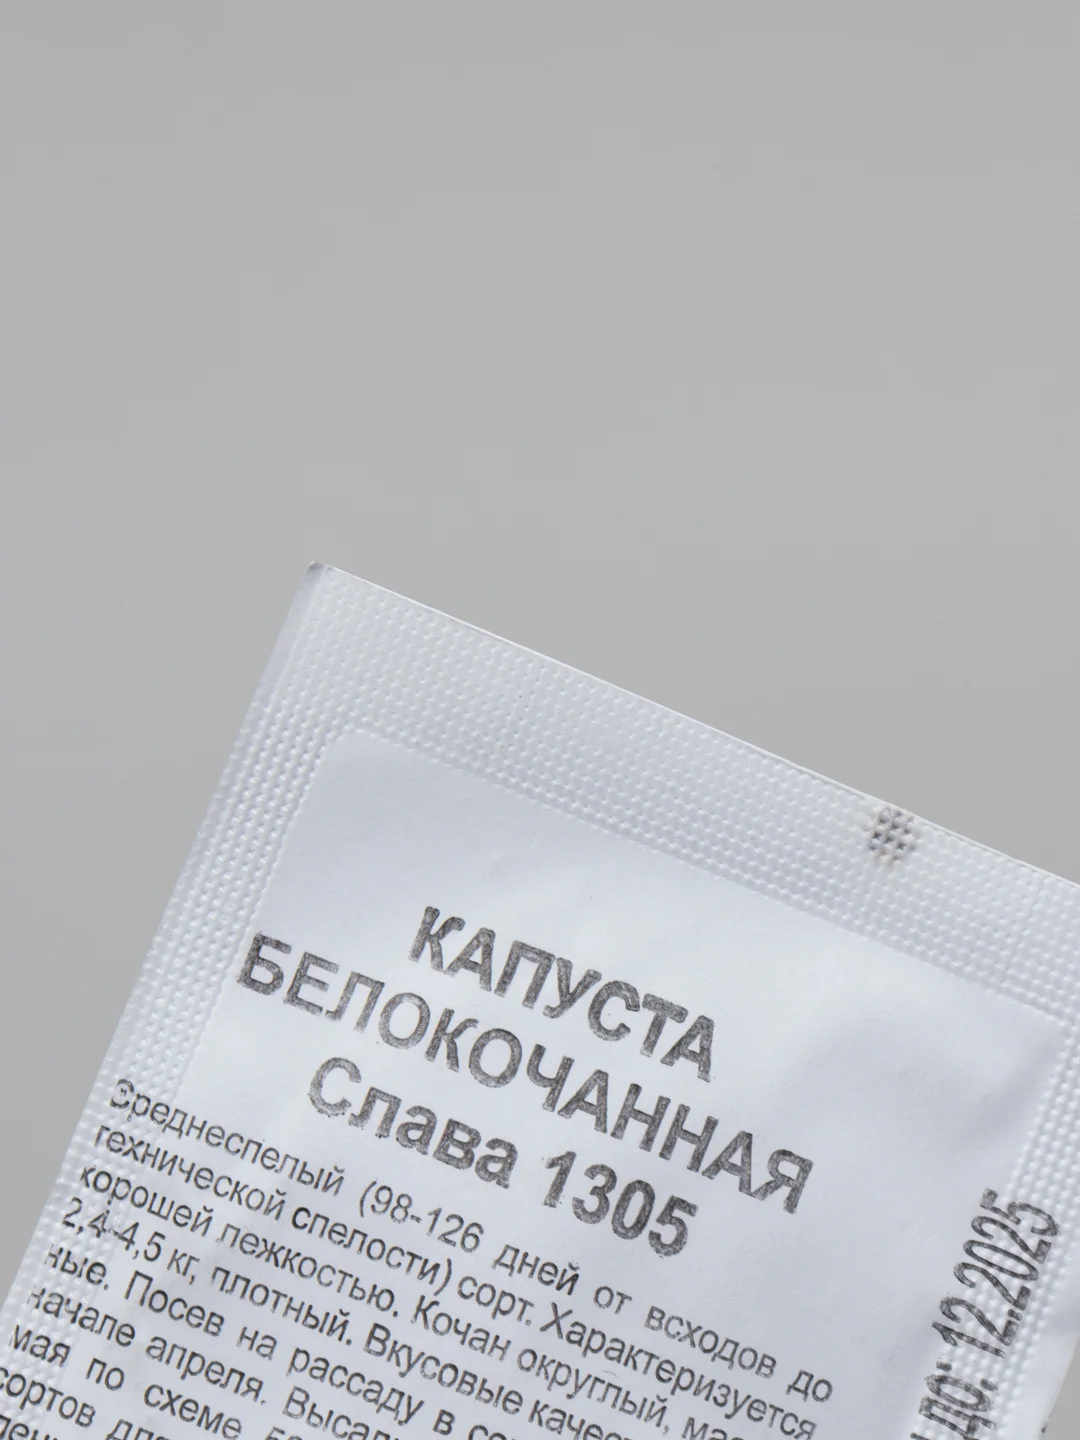 КАПУСТА
БЕЛОКОЧАННАЯ
Слава 1305
Среднеспелый (98-126 дней от всходов до
технической спелости) сорт. Характеризуется
хорошей лежкостью. Кочан округлый,
2,4-4,5 кг, плотный. Вкусовые
ные. Посев на рассаду в
начале апреля.
мая по схеме
сортов
ДО: 12.2025